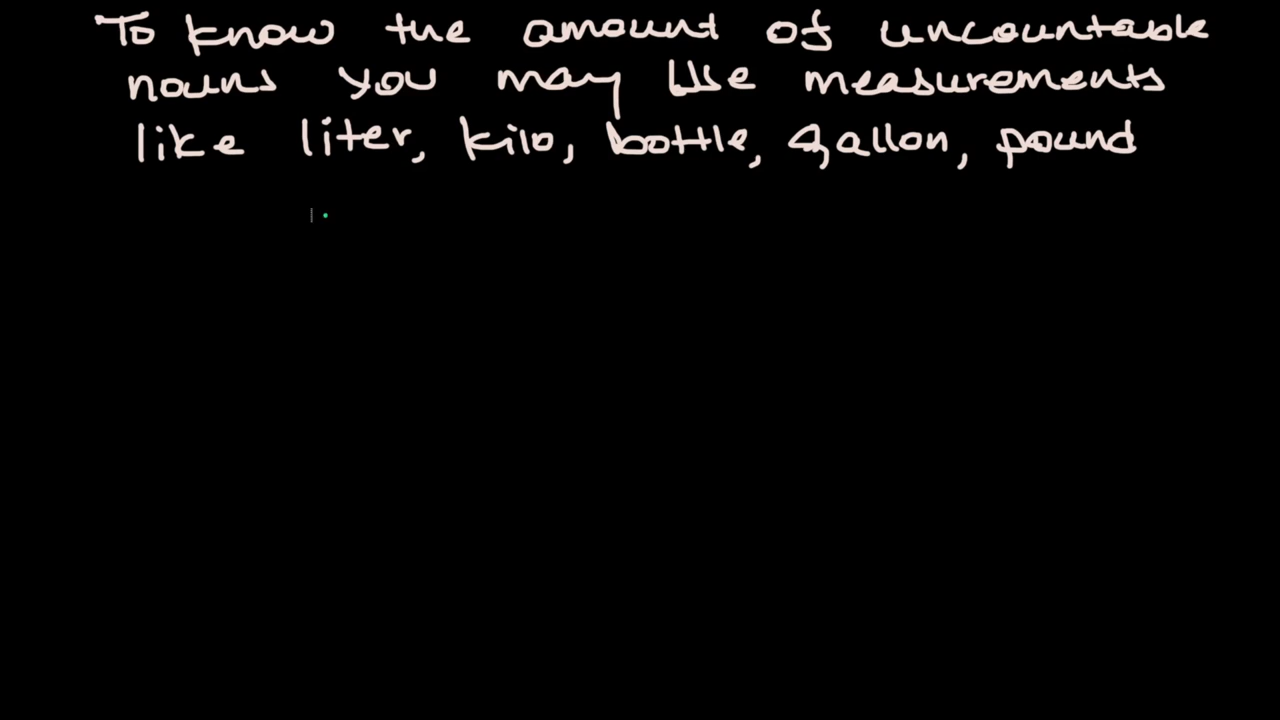 To know the amount of uncountable
nouns you may use measurements
like liter, kilo, bottle, gallon, pound